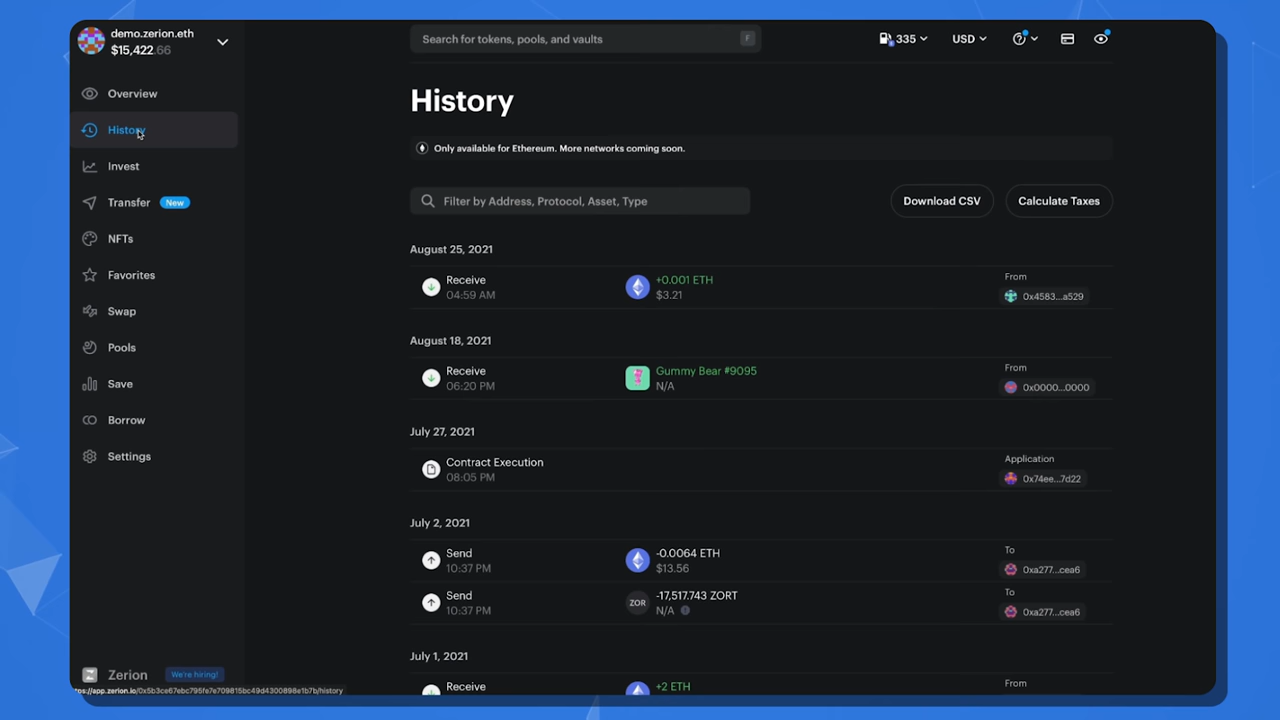 demo.zerion.eth
$15,422.66
Overview
History
Invest
Transfer New
NFTs
Favorites
Swap
Pools
Save
Borrow
Settings
Zerion We're hiring!
Search for tokens, pools, and vaults F
335 USD
History
Only available for Ethereum. More networks coming soon.
Filter by Address, Protocol, Asset, Type
Download CSV
Calculate Taxes
August 25, 2021
Receive +0.001 ETH From
04:59 AM $3.21 0x4583...a529
August 18, 2021
Receive Gummy Bear #9095 From
06:20 PM N/A 0x0000...0000
July 27, 2021
Contract Execution Application
08:05 PM 0x74ee...7d22
July 2, 2021
Send -0.0064 ETH To
10:37 PM $13.56 0xa277...cea6
Send ZOR -17,517.743 ZORT To
10:37 PM N/A 0xa277...cea6
July 1, 2021
Receive +2 ETH From